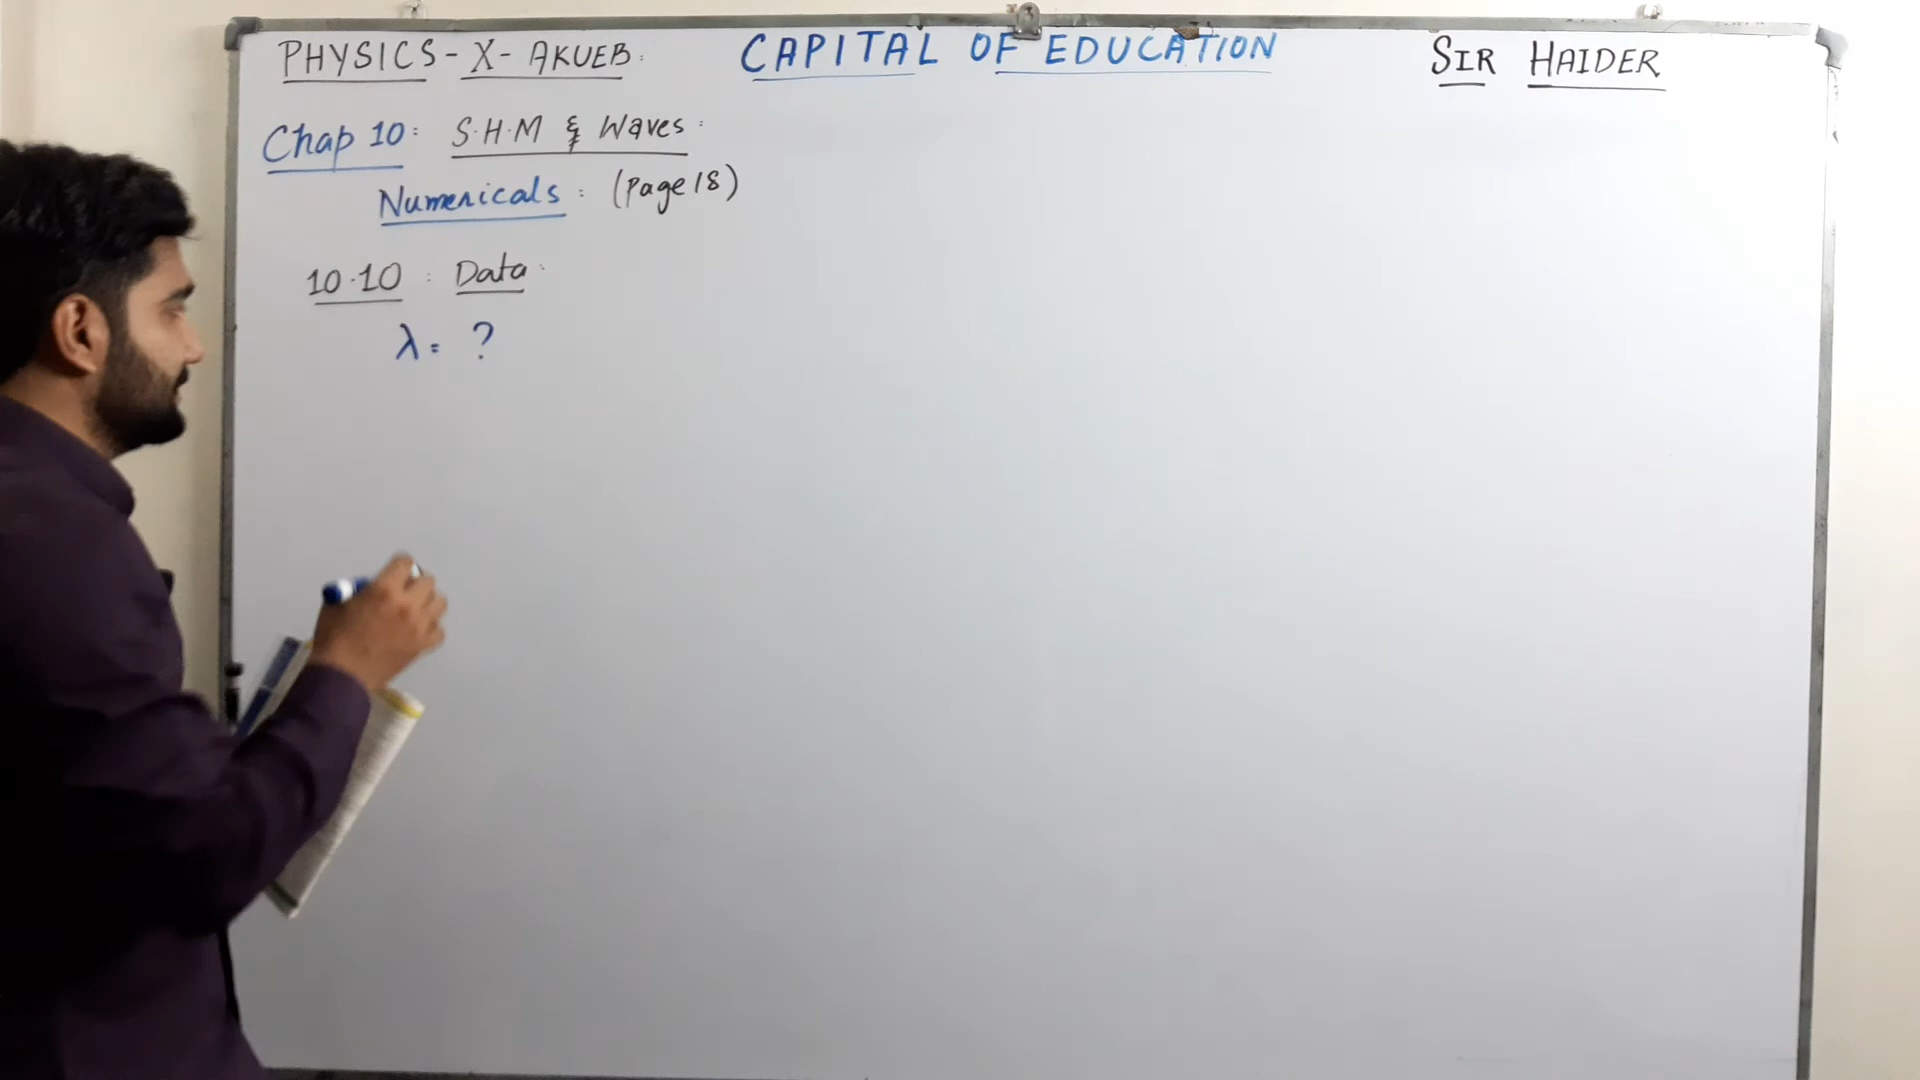 PHYSICS - X - AKUEB: CAPITAL OF EDUCATION SIR HAIDER
Chap 10: S.H.M & Waves:
Numericals: (Page 18)
10.10 : Data:
λ = ?